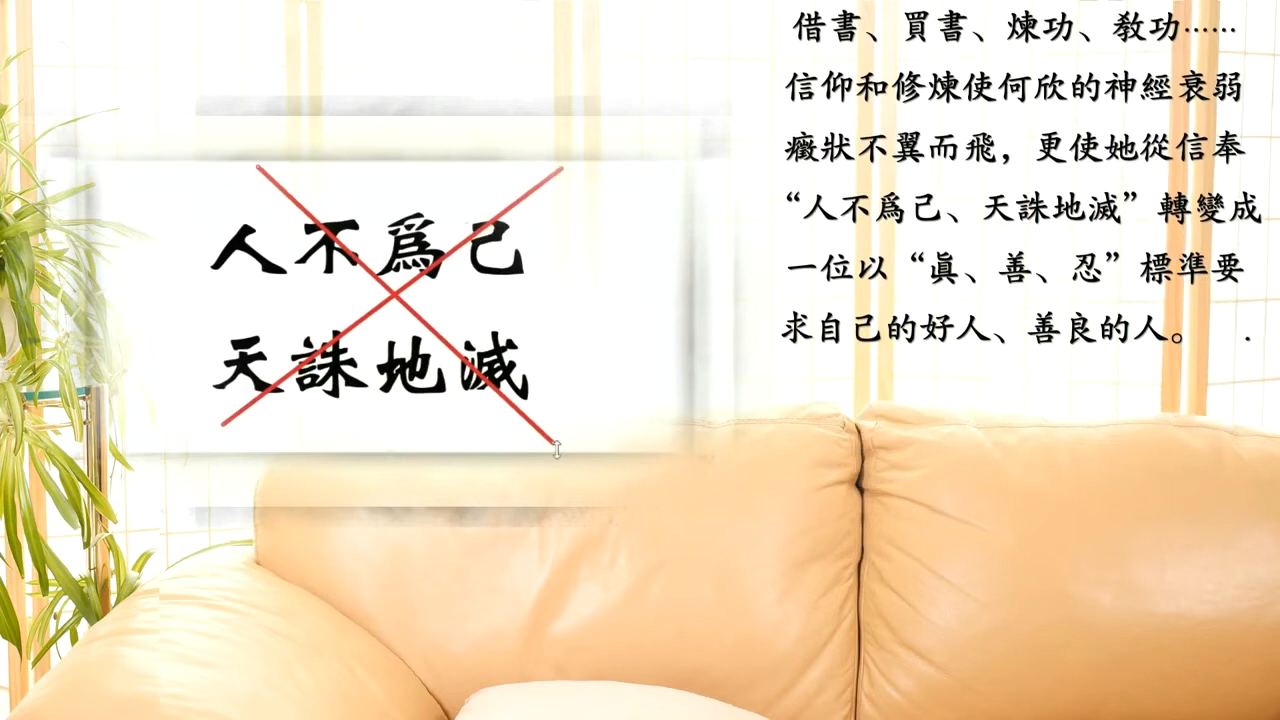 人不爲己
天誅地滅
借書、買書、煉功、教功……
信仰和修煉使何欣的神經衰弱
癥狀不翼而飛，更使她從信奉
“人不爲己、天誅地滅”轉變成
一位以“眞、善、忍”標準要
求自己的好人、善良的人。 .